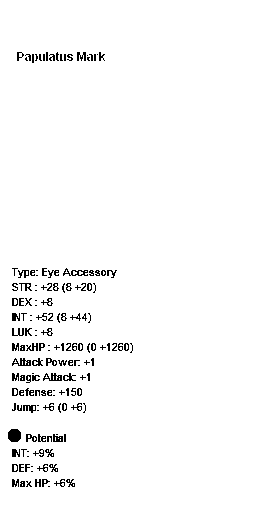 Papulatus Mark
Type: Eye Accessory
STR : +28 (8 +20)
DEX : +8
INT : +52 (8 +44)
LUK : +8
MaxHP : +1260 (0 +1260)
Attack Power: +1
Magic Attack: +1
Defense: +150
Jump: +6 (0 +6)
Potential
INT: +9%
DEF: +6%
Max HP: +6%